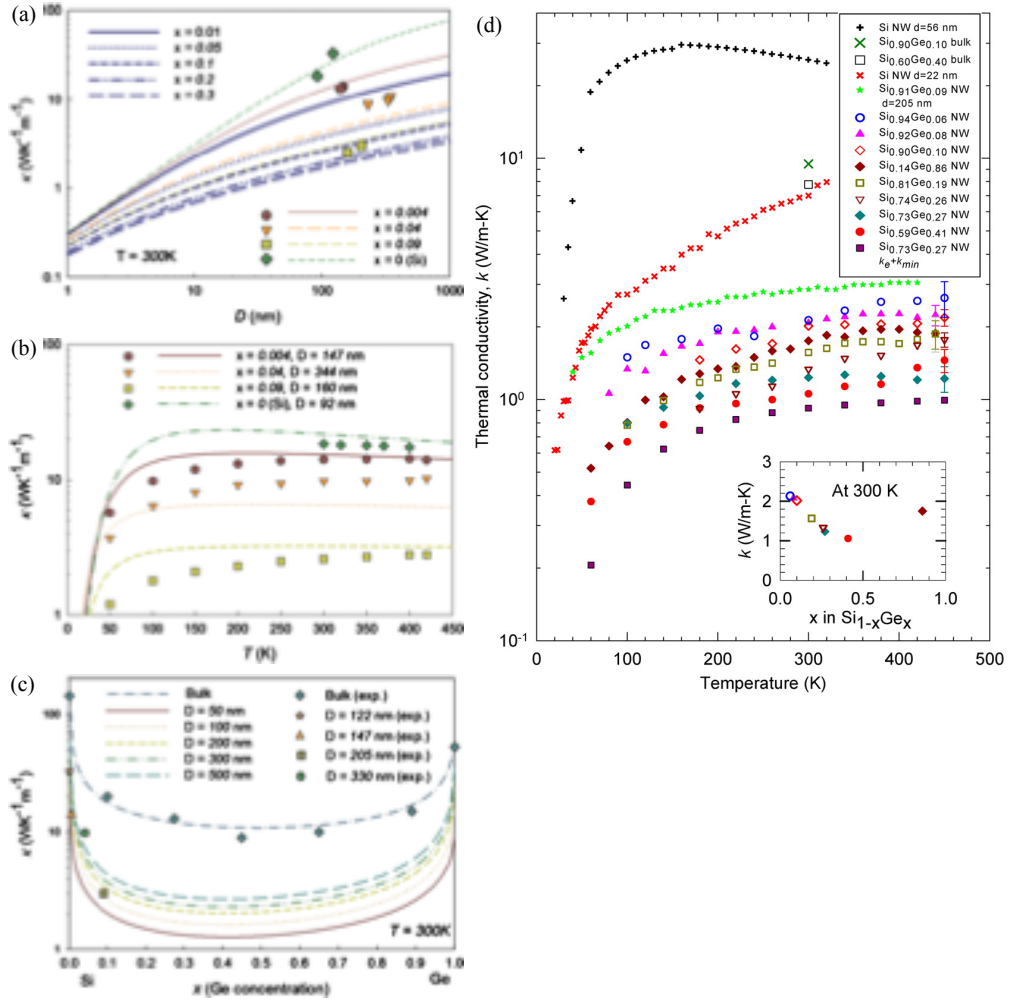 (a)
100
10
1
0.1
κ (WK⁻¹m⁻¹)
x = 0.01
x = 0.05
x = 0.1
x = 0.2
x = 0.3
x = 0.004
x = 0.04
x = 0.09
x = 0 (Si)
T = 300K
1
10
100
1000
D (nm)
(b)
100
10
1
κ (WK⁻¹m⁻¹)
x = 0.004, D = 147 nm
x = 0.04, D = 344 nm
x = 0.09, D = 160 nm
x = 0 (Si), D = 92 nm
0 50 100 150 200 250 300 350 400 450
T (K)
(c)
100
10
1
κ (WK⁻¹m⁻¹)
Bulk
D = 50 nm
D = 100 nm
D = 200 nm
D = 300 nm
D = 500 nm
Bulk (exp.)
D = 122 nm (exp.)
D = 147 nm (exp.)
D = 205 nm (exp.)
D = 330 nm (exp.)
T = 300K
0.0 0.1 0.2 0.3 0.4 0.5 0.6 0.7 0.8 0.9 1.0
Si
Ge
x (Ge concentration)
(d)
Thermal conductivity, k (W/m-K)
10¹
10⁰
10⁻¹
Si NW d=56 nm
Si0.90Ge0.10 bulk
Si0.60Ge0.40 bulk
Si NW d=22 nm
Si0.91Ge0.09 NW
d=205 nm
Si0.94Ge0.06 NW
Si0.92Ge0.08 NW
Si0.90Ge0.10 NW
Si0.14Ge0.86 NW
Si0.81Ge0.19 NW
Si0.74Ge0.26 NW
Si0.73Ge0.27 NW
Si0.59Ge0.41 NW
Si0.73Ge0.27 NW
ke+kmin
3
2
1
0
k (W/m-K)
At 300 K
0.0 0.5 1.0
x in Si1-xGex
0 100 200 300 400 500
Temperature (K)